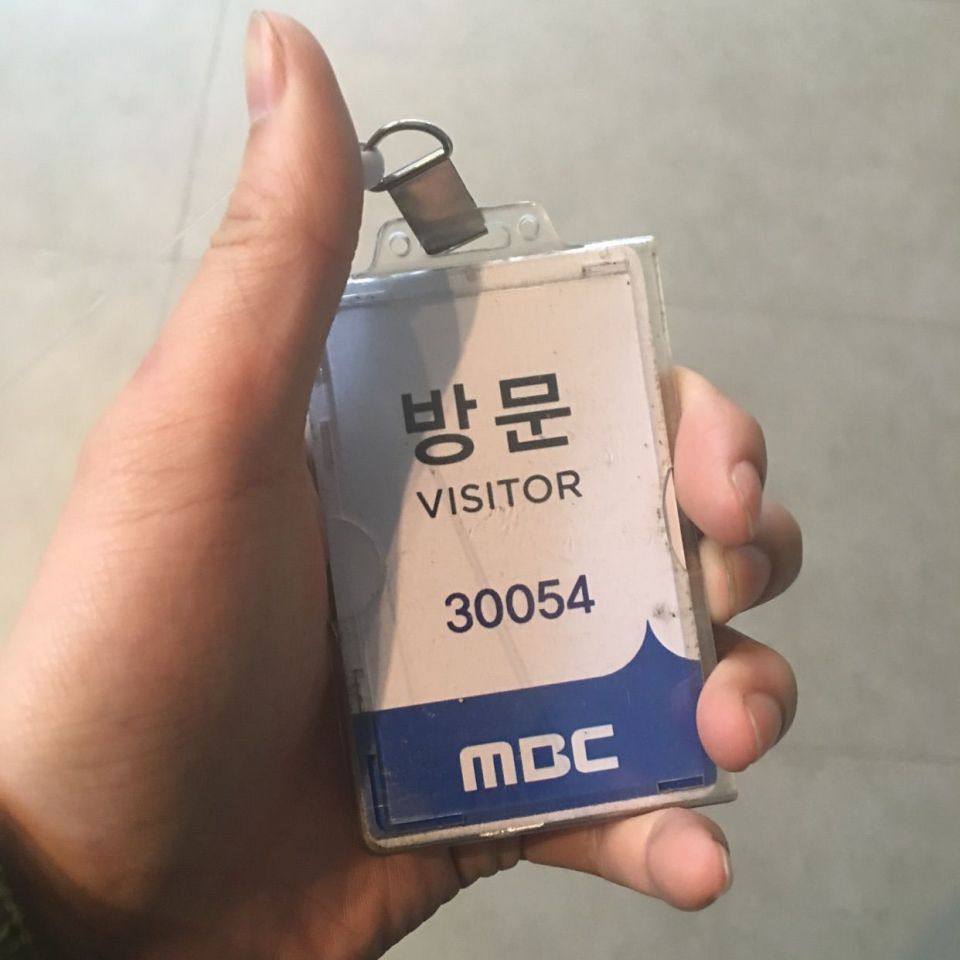 방문
VISITOR
30054
MBC